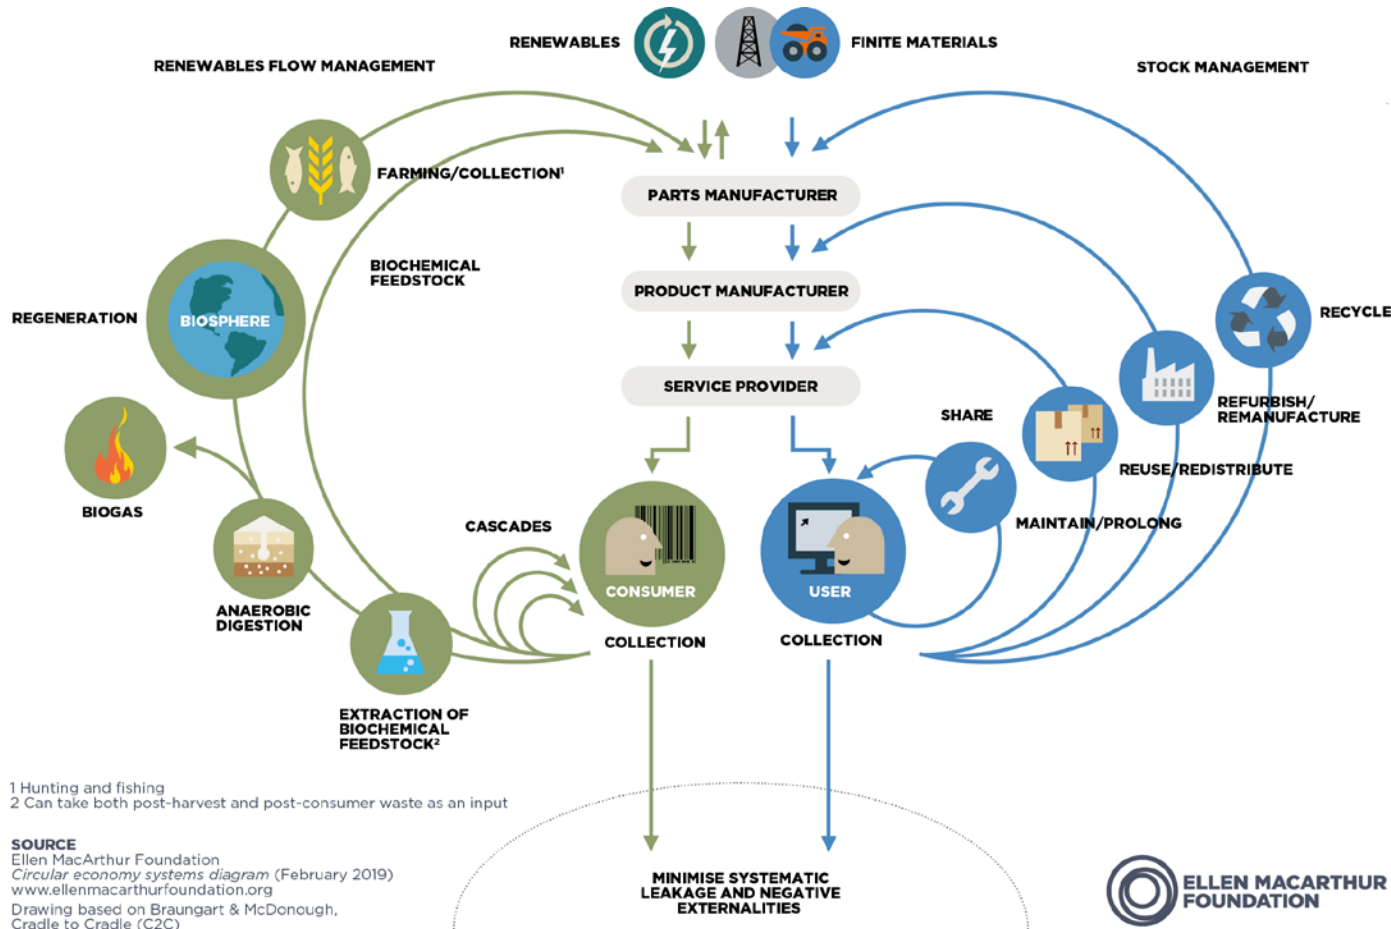 RENEWABLES
FINITE MATERIALS
RENEWABLES FLOW MANAGEMENT
STOCK MANAGEMENT
FARMING/COLLECTION¹
PARTS MANUFACTURER
BIOCHEMICAL
FEEDSTOCK
PRODUCT MANUFACTURER
REGENERATION
BIOSPHERE
RECYCLE
SERVICE PROVIDER
SHARE
REFURBISH/
REMANUFACTURE
REUSE/REDISTRIBUTE
BIOGAS
CASCADES
MAINTAIN/PROLONG
CONSUMER
USER
ANAEROBIC
DIGESTION
COLLECTION
COLLECTION
EXTRACTION OF
BIOCHEMICAL
FEEDSTOCK²
1 Hunting and fishing
2 Can take both post-harvest and post-consumer waste as an input
SOURCE
Ellen MacArthur Foundation
Circular economy systems diagram (February 2019)
www.ellenmacarthurfoundation.org
Drawing based on Braungart & McDonough,
Cradle to Cradle (C2C)
MINIMISE SYSTEMATIC
LEAKAGE AND NEGATIVE
EXTERNALITIES
ELLEN MACARTHUR
FOUNDATION